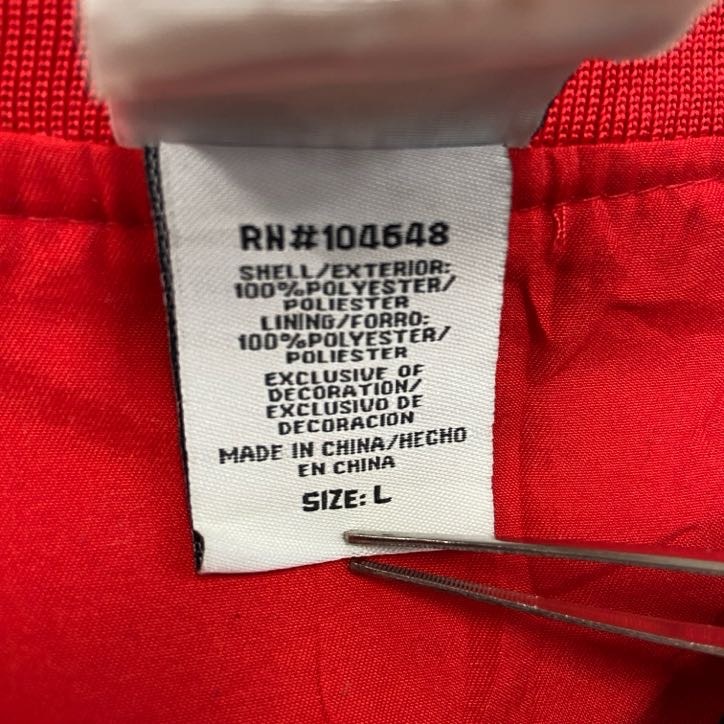 RN#104648
SHELL/EXTERIOR:
100%POLYESTER/
POLIESTER
LINING/FORRO:
100%POLYESTER/
POLIESTER
EXCLUSIVE OF
DECORATION/
EXCLUSIVO DE
DECORACION
MADE IN CHINA/HECHO
EN CHINA
SIZE: L